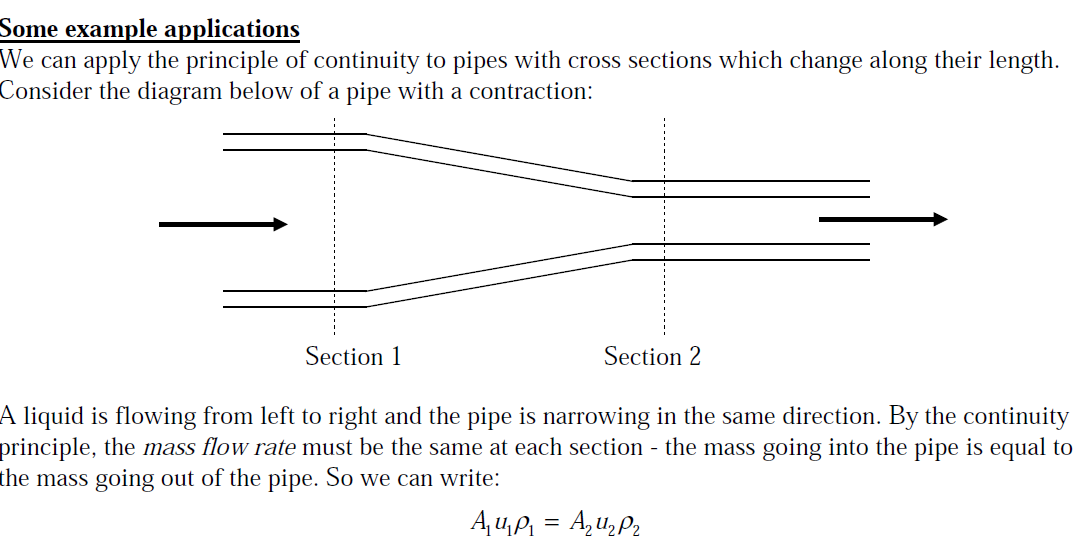 Some example applications
We can apply the principle of continuity to pipes with cross sections which change along their length.
Consider the diagram below of a pipe with a contraction:
Section 1 Section 2
A liquid is flowing from left to right and the pipe is narrowing in the same direction. By the continuity
principle, the mass flow rate must be the same at each section - the mass going into the pipe is equal to
the mass going out of the pipe. So we can write:
A₁u₁ρ₁ = A₂u₂ρ₂